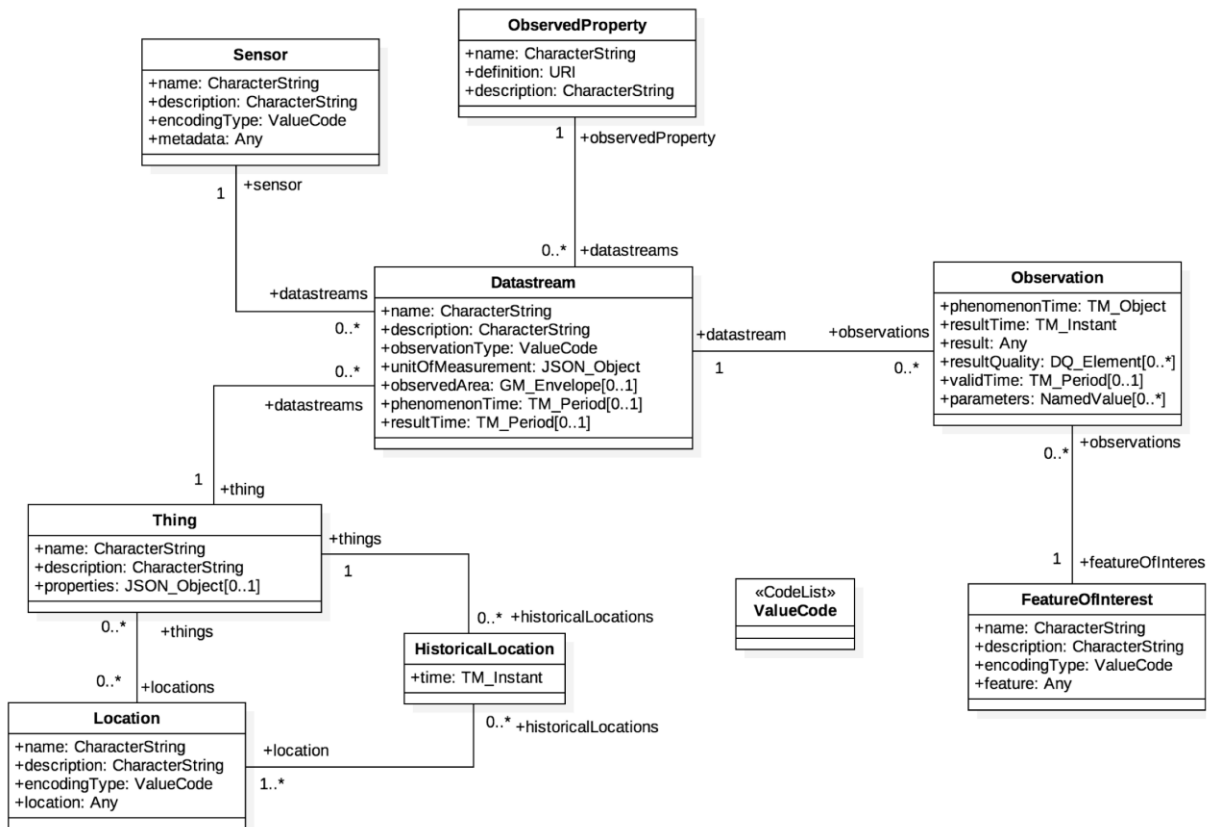 ObservedProperty
+name: CharacterString
+definition: URI
+description: CharacterString
Sensor
+name: CharacterString
+description: CharacterString
+encodingType: ValueCode
+metadata: Any
1
+observedProperty
1
+sensor
0..*
+datastreams
+datastreams
0..*
Datastream
+name: CharacterString
+description: CharacterString
+observationType: ValueCode
+unitOfMeasurement: JSON_Object
+observedArea: GM_Envelope[0..1]
+phenomenonTime: TM_Period[0..1]
+resultTime: TM_Period[0..1]
+datastream
1
+observations
0..*
Observation
+phenomenonTime: TM_Object
+resultTime: TM_Instant
+result: Any
+resultQuality: DQ_Element[0..*]
+validTime: TM_Period[0..1]
+parameters: NamedValue[0..*]
0..*
+datastreams
1
+thing
+observations
0..*
Thing
+name: CharacterString
+description: CharacterString
+properties: JSON_Object[0..1]
+things
1
1
+featureOfInteres
«CodeList»
ValueCode
FeatureOfInterest
+name: CharacterString
+description: CharacterString
+encodingType: ValueCode
+feature: Any
0..*
+things
0..*
+historicalLocations
HistoricalLocation
+time: TM_Instant
0..*
+locations
0..*
+historicalLocations
Location
+name: CharacterString
+description: CharacterString
+encodingType: ValueCode
+location: Any
+location
1..*